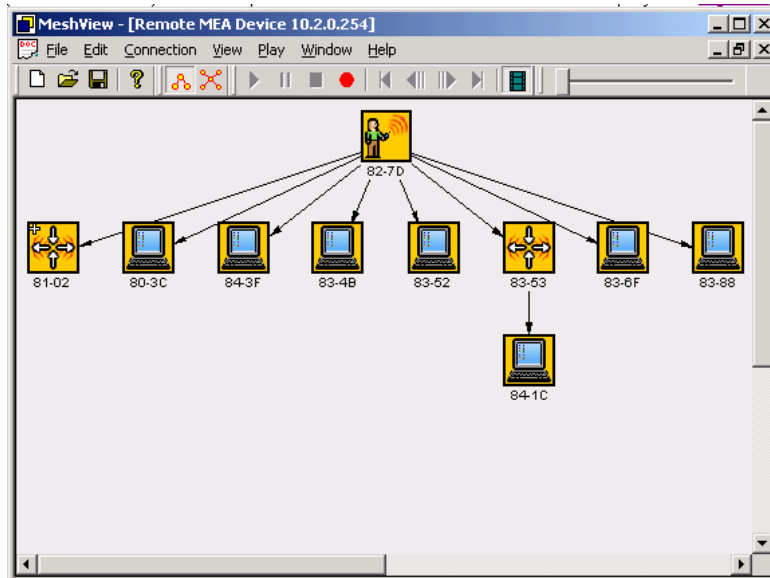 MeshView - [Remote MEA Device 10.2.0.254]
File Edit Connection View Play Window Help
82-7D
81-02 80-3C 84-3F 83-4B 83-52 83-53 83-6F 83-88
84-1C